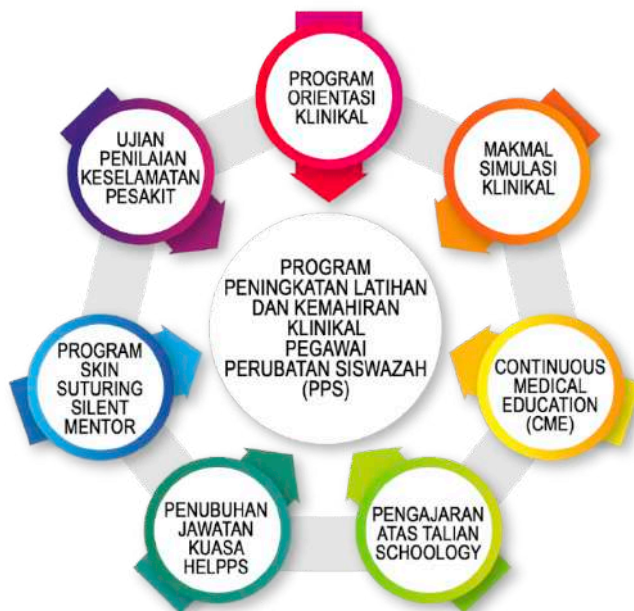 PROGRAM
ORIENTASI
KLINIKAL
MAKMAL
SIMULASI
KLINIKAL
CONTINUOUS
MEDICAL
EDUCATION
(CME)
PENGAJARAN
ATAS TALIAN
SCHOOLOGY
PENUBUHAN
JAWATAN
KUASA
HELPPS
PROGRAM
SKIN
SUTURING
SILENT
MENTOR
UJIAN
PENILAIAN
KESELAMATAN
PESAKIT
PROGRAM
PENINGKATAN LATIHAN
DAN KEMAHIRAN
KLINIKAL
PEGAWAI
PERUBATAN SISWAZAH
(PPS)